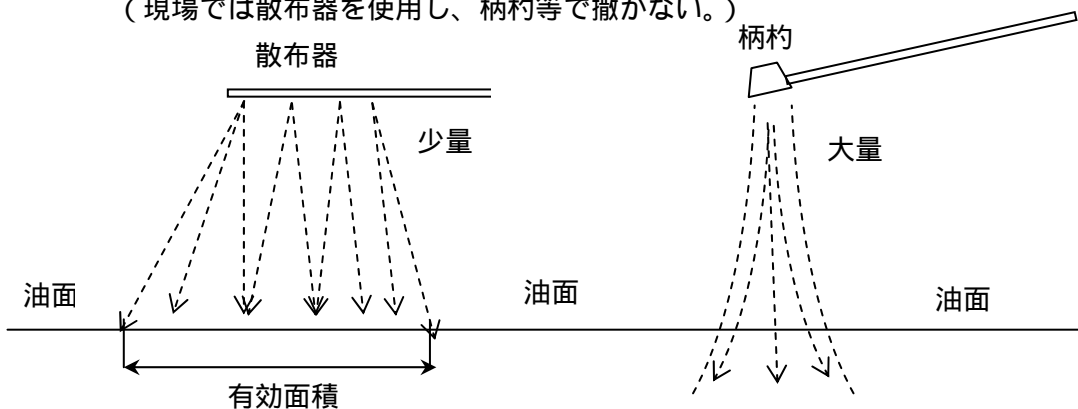 (現場では散布器を使用し、柄杓等で撒かない。)
散布器
柄杓
少量
大量
油面
油面
油面
有効面積